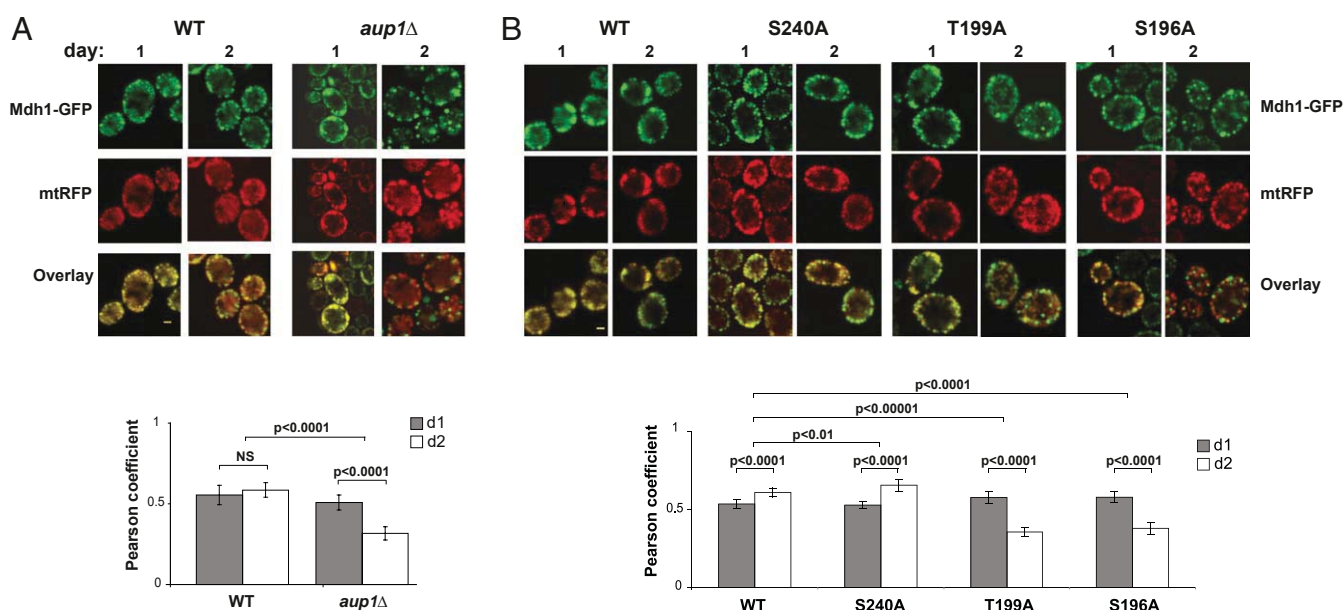 A
WT
aup1Δ
day:
1
2
1
2
Mdh1-GFP
mtRFP
Overlay
B
WT
S240A
T199A
S196A
1
2
1
2
1
2
1
2
Mdh1-GFP
mtRFP
Overlay
Pearson coefficient
1
0.5
0
p<0.0001
NS
p<0.0001
d1
d2
WT
aup1Δ
Pearson coefficient
1
0.5
0
p<0.0001
p<0.00001
p<0.01
p<0.0001
p<0.0001
p<0.0001
p<0.0001
d1
d2
WT
S240A
T199A
S196A